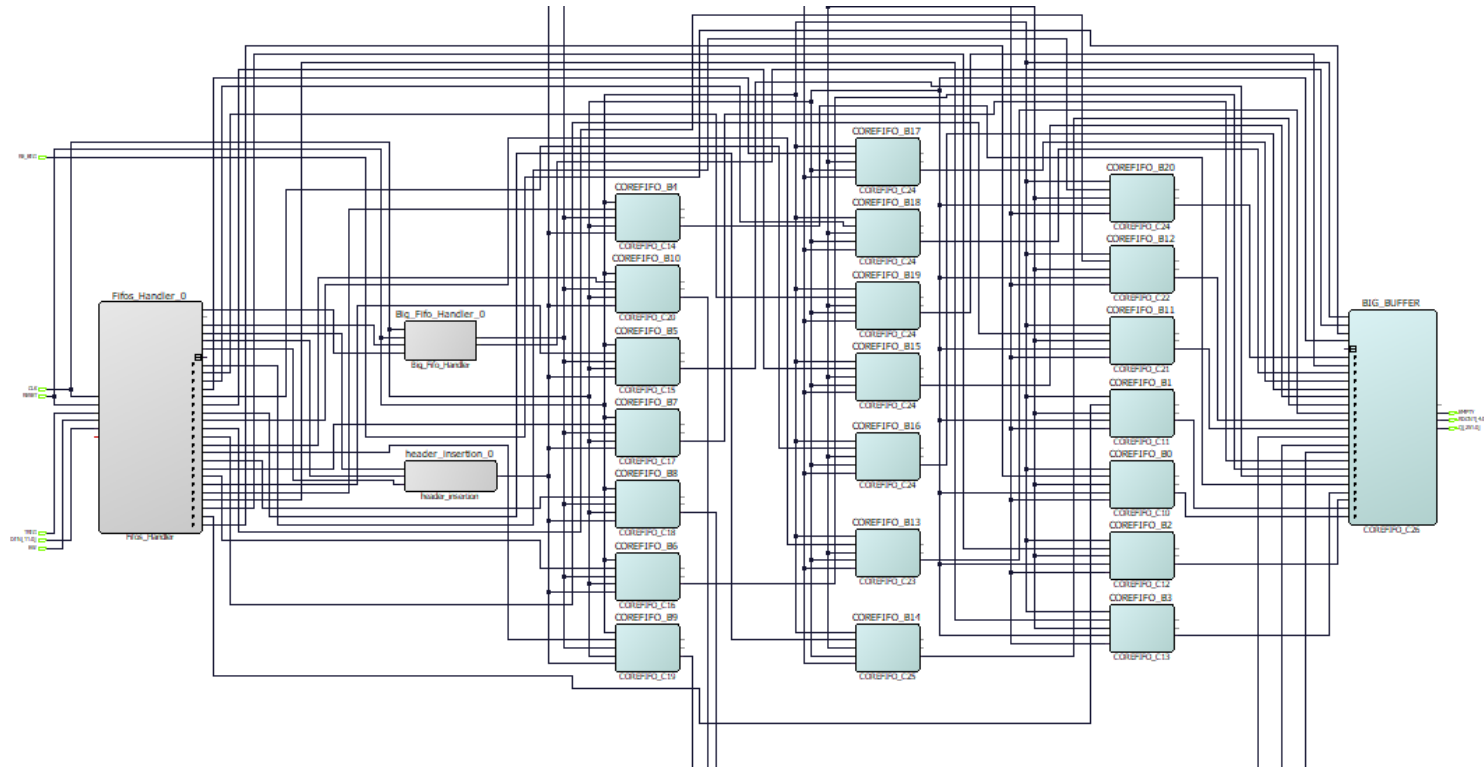 COREFIFO_B17
COREFIFO_C24
COREFIFO_B20
COREFIFO_C24
COREFIFO_B4
COREFIFO_C14
COREFIFO_B18
COREFIFO_C24
COREFIFO_B12
COREFIFO_C22
COREFIFO_B10
COREFIFO_C20
COREFIFO_B19
COREFIFO_C24
Fifos_Handler_0
Fifos_Handler
Big_Fifo_Handler_0
Big_Fifo_Handler
COREFIFO_B5
COREFIFO_C15
COREFIFO_B15
COREFIFO_C24
COREFIFO_B11
COREFIFO_C21
BIG_BUFFER
COREFIFO_C26
COREFIFO_B7
COREFIFO_C17
COREFIFO_B16
COREFIFO_C24
COREFIFO_B1
COREFIFO_C11
header_insertion_0
header_insertion
COREFIFO_B8
COREFIFO_C18
COREFIFO_B0
COREFIFO_C10
COREFIFO_B13
COREFIFO_C23
COREFIFO_B2
COREFIFO_C12
COREFIFO_B6
COREFIFO_C16
COREFIFO_B3
COREFIFO_C13
COREFIFO_B9
COREFIFO_C19
COREFIFO_B14
COREFIFO_C25
CLK
RESET
EMPTY